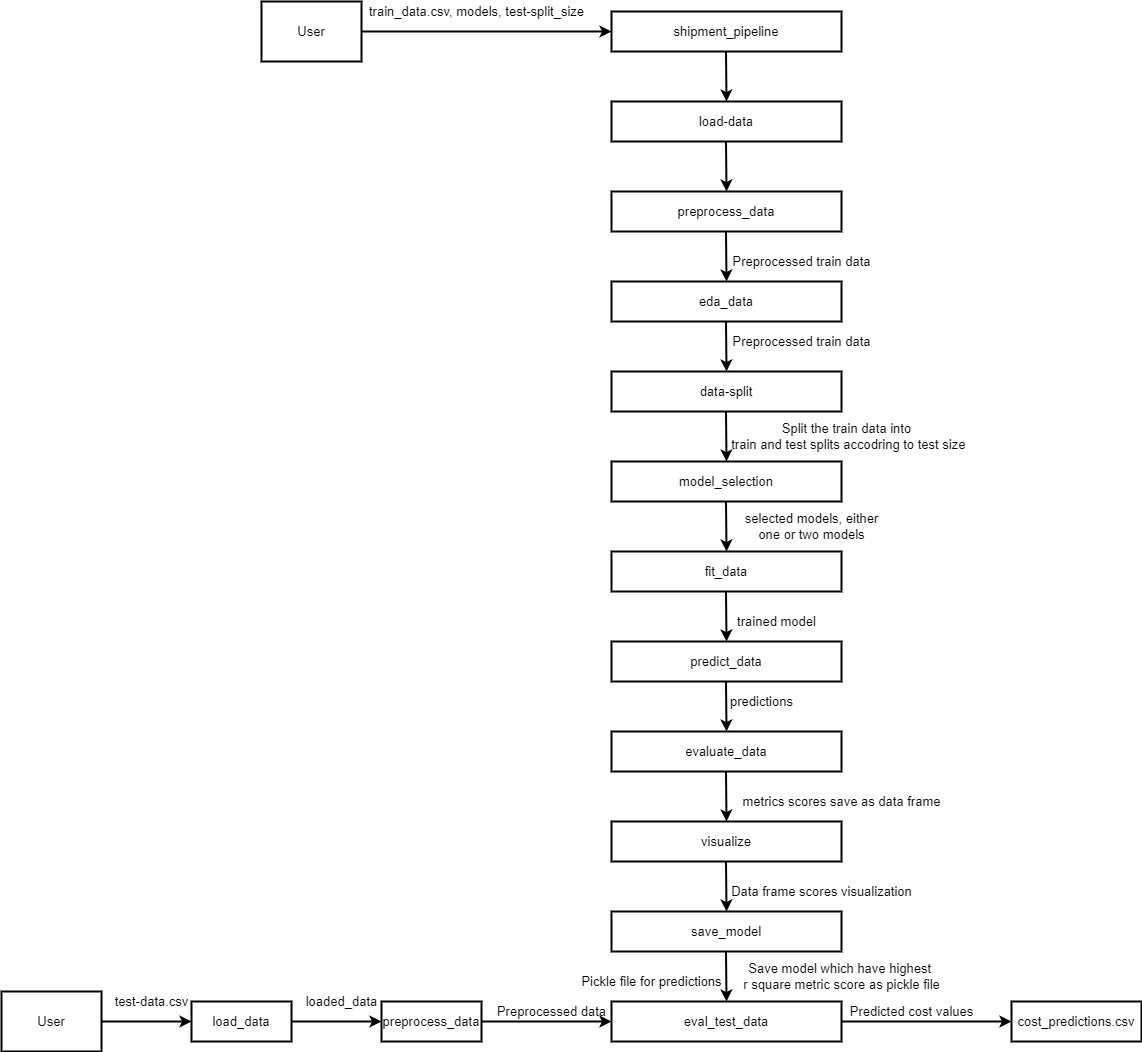 User
train_data.csv, models, test-split_size
shipment_pipeline
load-data
preprocess_data
Preprocessed train data
eda_data
Preprocessed train data
data-split
Split the train data into
train and test splits accodring to test size
model_selection
selected models, either
one or two models
fit_data
trained model
predict_data
predictions
evaluate_data
metrics scores save as data frame
visualize
Data frame scores visualization
save_model
Pickle file for predictions
Save model which have highest
r square metric score as pickle file
User
test-data.csv
load_data
loaded_data
preprocess_data
Preprocessed data
eval_test_data
Predicted cost values
cost_predictions.csv